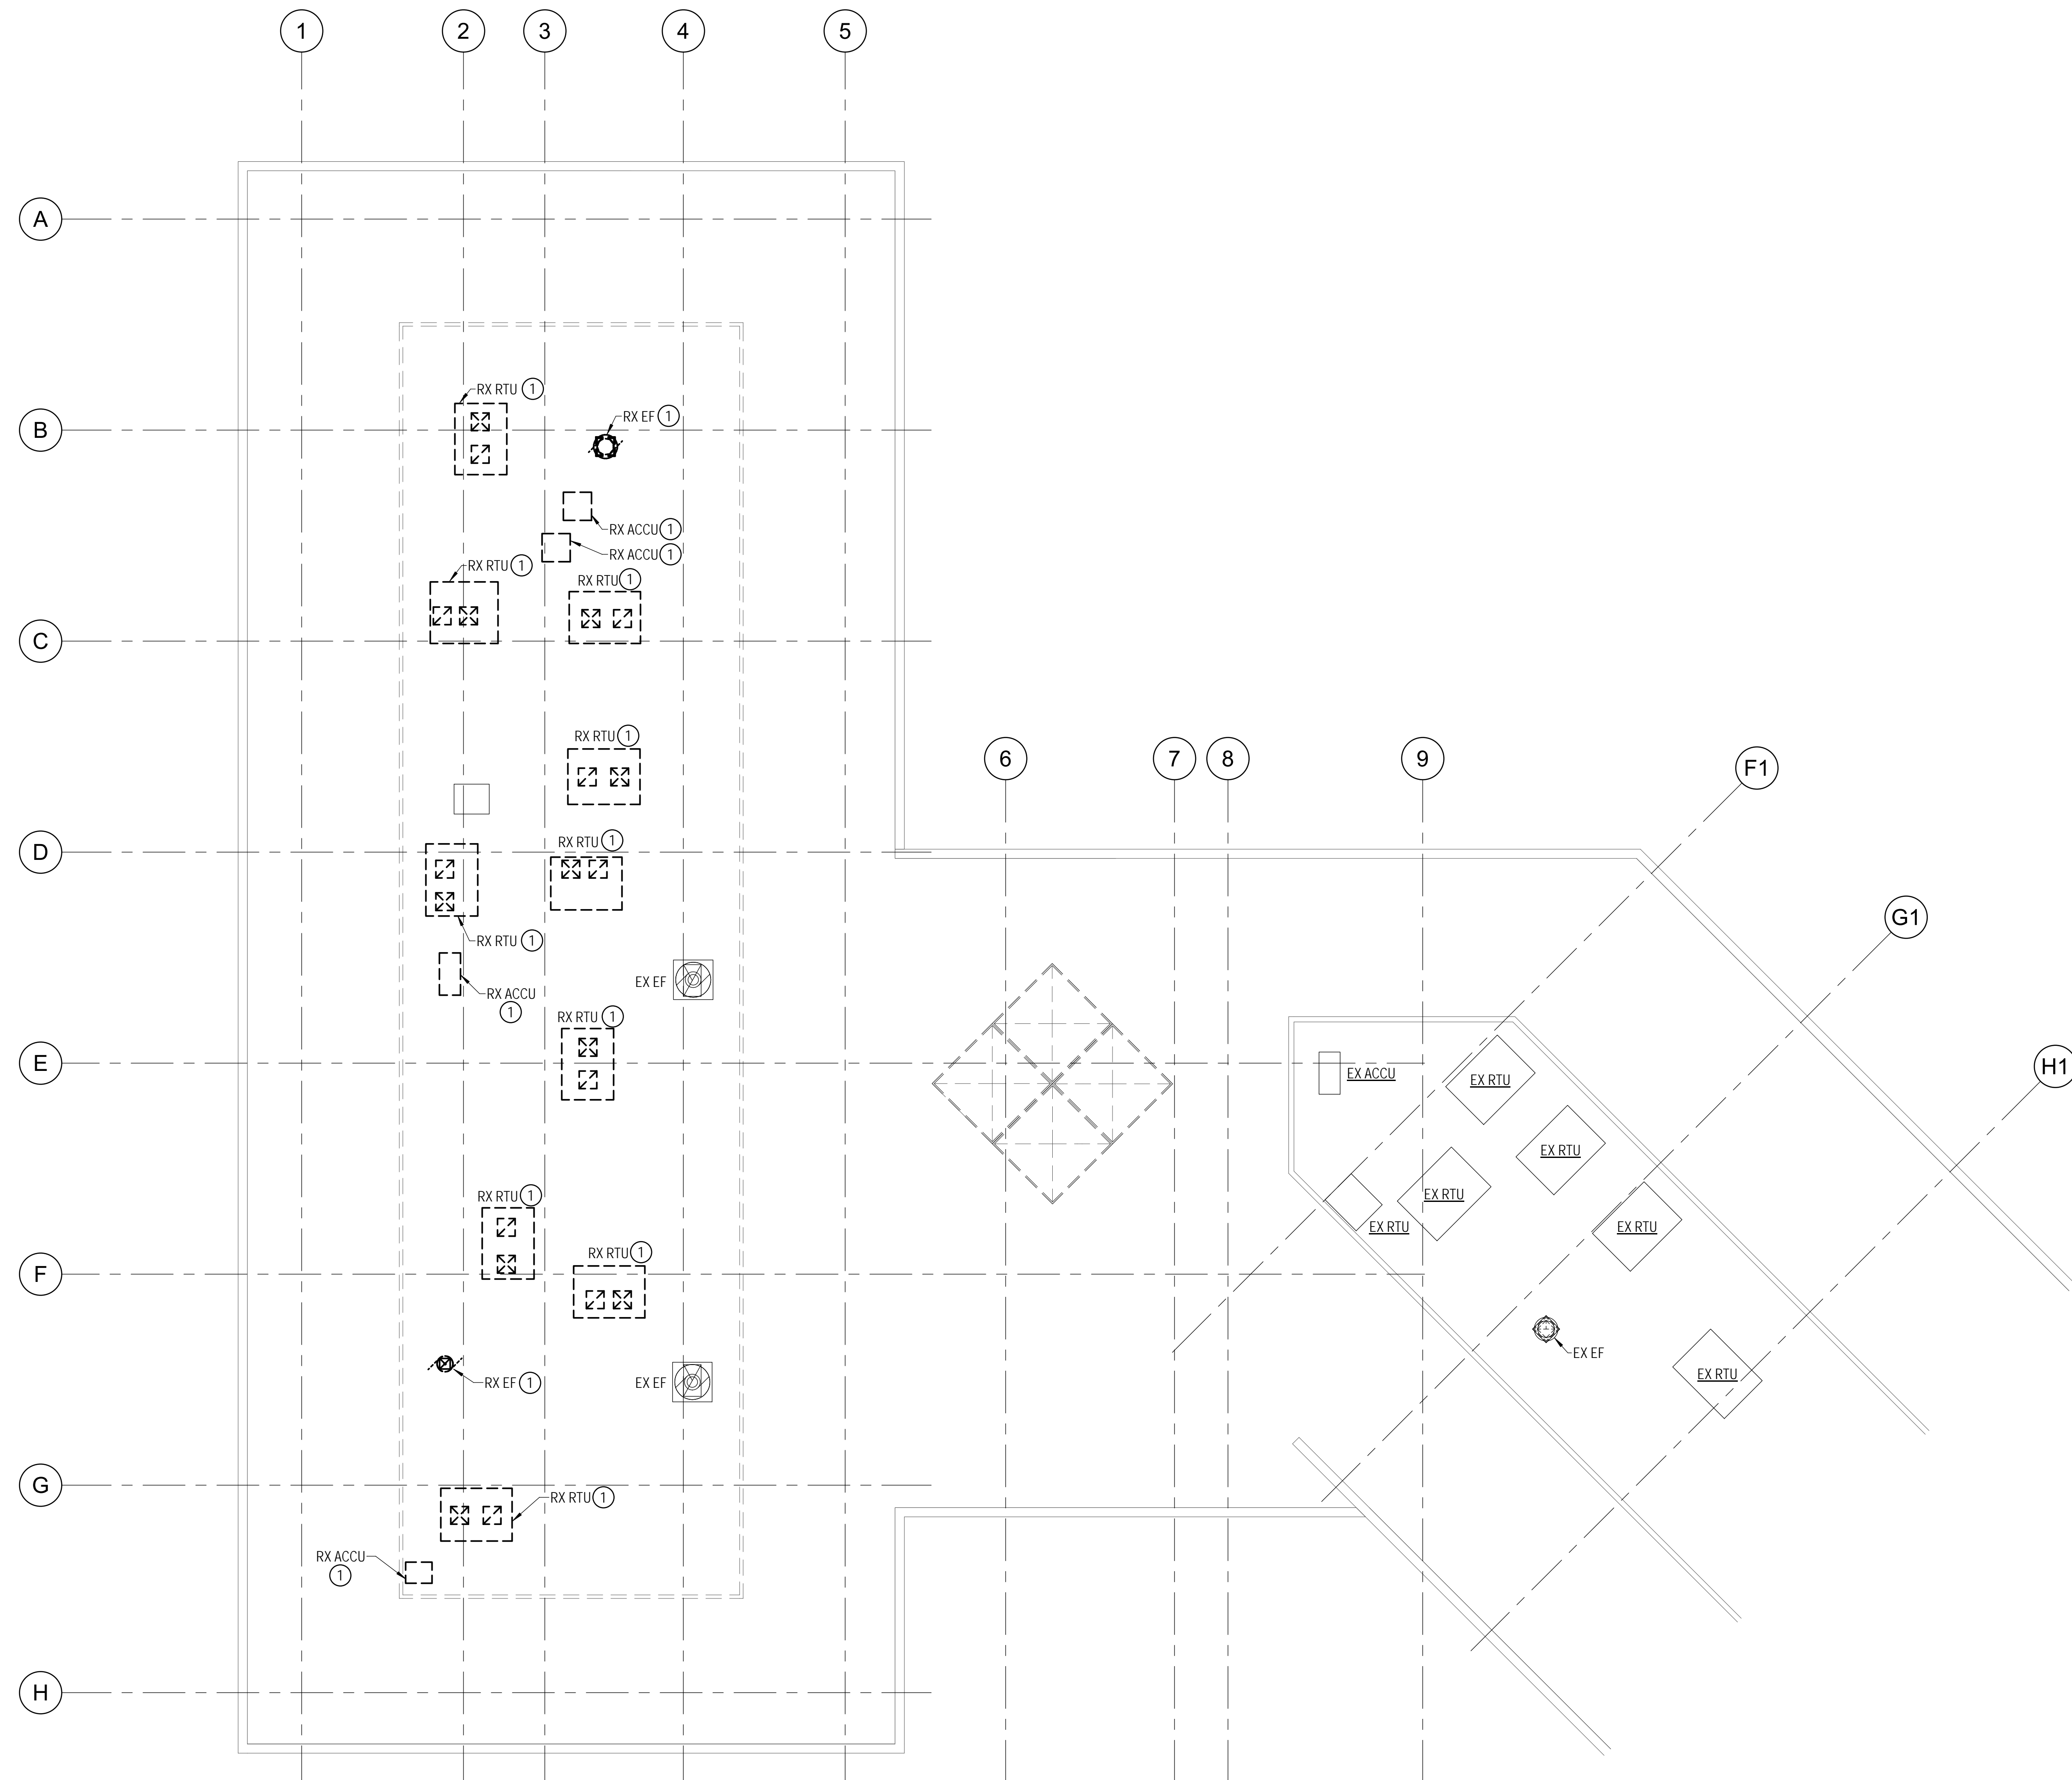 1
2
3
4
5
A
RX RTU 1
B
RX EF 1
RX ACCU 1
RX ACCU 1
RX RTU 1
RX RTU 1
C
RX RTU 1
6
7
8
9
F1
D
RX RTU 1
G1
RX RTU 1
EX EF
RX ACCU
1
RX RTU 1
E
EX ACCU
EX RTU
H1
EX RTU
RX RTU 1
EX RTU
EX RTU
EX RTU
RX RTU 1
F
EX EF
EX RTU
RX EF 1
EX EF
G
RX RTU 1
RX ACCU
1
H